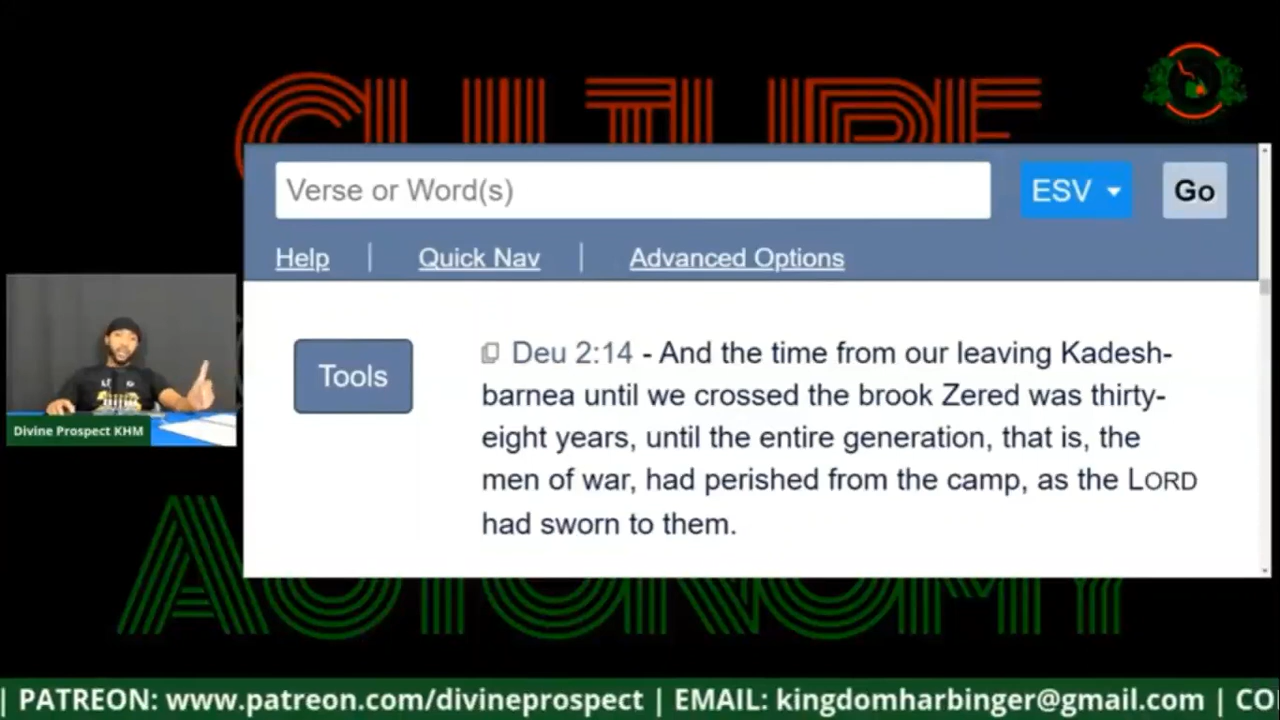 CULTURE
Verse or Word(s)
ESV
Go
Help | Quick Nav | Advanced Options
Tools
Deu 2:14 - And the time from our leaving Kadesh-
barnea until we crossed the brook Zered was thirty-
eight years, until the entire generation, that is, the
men of war, had perished from the camp, as the LORD
had sworn to them.
Divine Prospect KHM
AUTONOMY
| PATREON: www.patreon.com/divineprospect | EMAIL: kingdomharbinger@gmail.com | CO